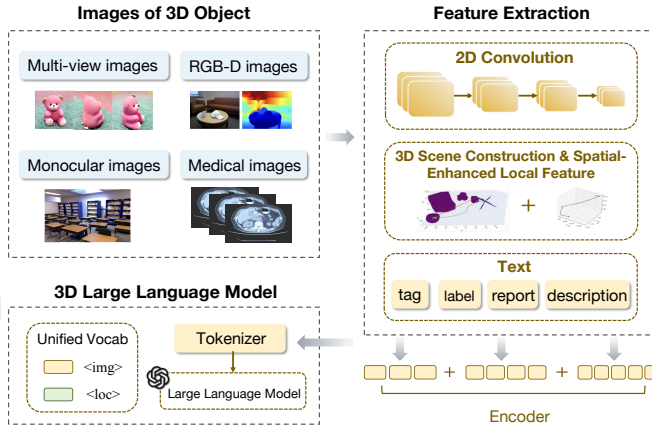 Images of 3D Object
Multi-view images
RGB-D images
Monocular images
Medical images
Feature Extraction
2D Convolution
3D Scene Construction & Spatial-
Enhanced Local Feature
+
Text
tag
label
report
description
3D Large Language Model
Unified Vocab
<img>
<loc>
Tokenizer
Large Language Model
+
+
Encoder